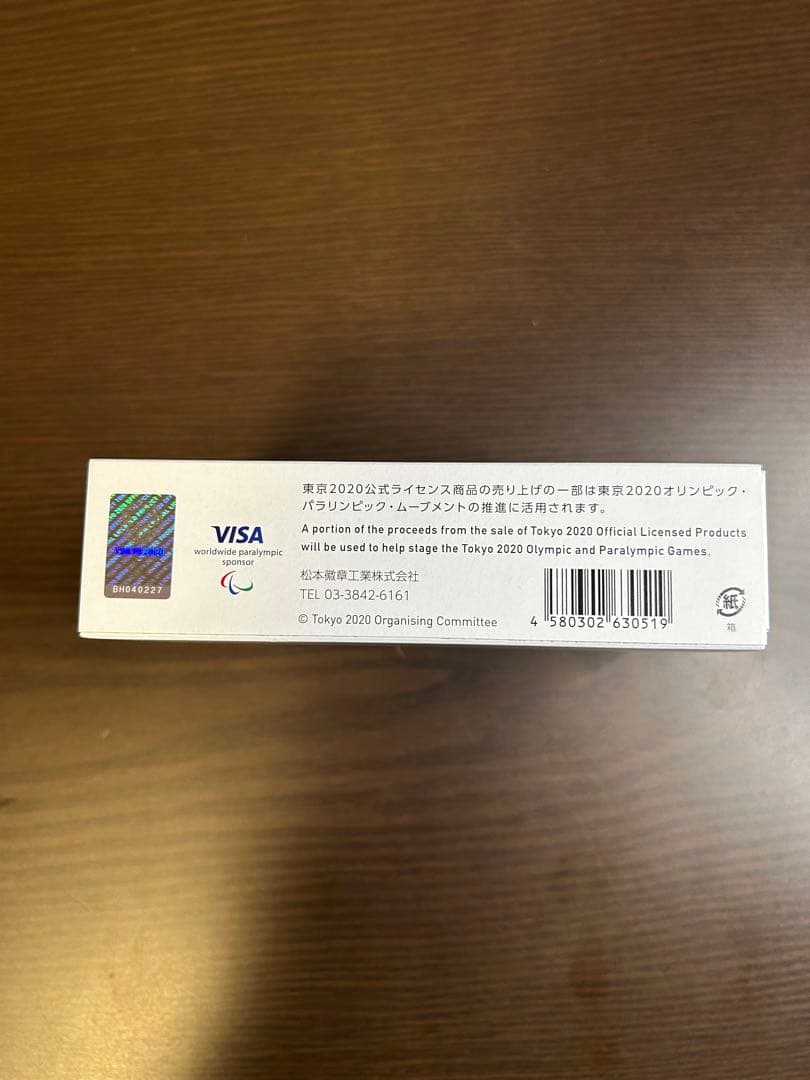 東京2020公式ライセンス商品の売り上げの一部は東京2020オリンピック・
パラリンピック・ムーブメントの推進に活用されます。
A portion of the proceeds from the sale of Tokyo 2020 Official Licensed Products
will be used to help stage the Tokyo 2020 Olympic and Paralympic Games.
VISA
worldwide paralympic
sponsor
BH040227
松本徽章工業株式会社
TEL 03-3842-6161
© Tokyo 2020 Organising Committee
4 580302 630519
紙
箱